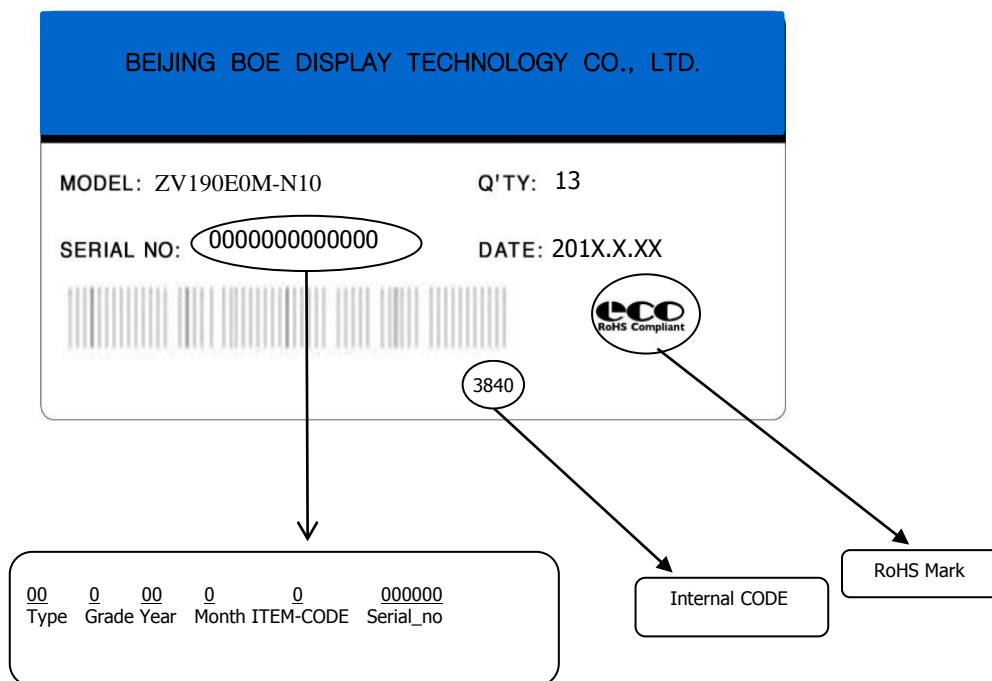 BEIJING BOE DISPLAY TECHNOLOGY CO., LTD.
MODEL: ZV190E0M-N10 Q'TY: 13
SERIAL NO: 0000000000000 DATE: 201X.X.XX
eco
RoHS Compliant
3840
RoHS Mark
Internal CODE
00 0 00 0 0 000000
Type Grade Year Month ITEM-CODE Serial_no